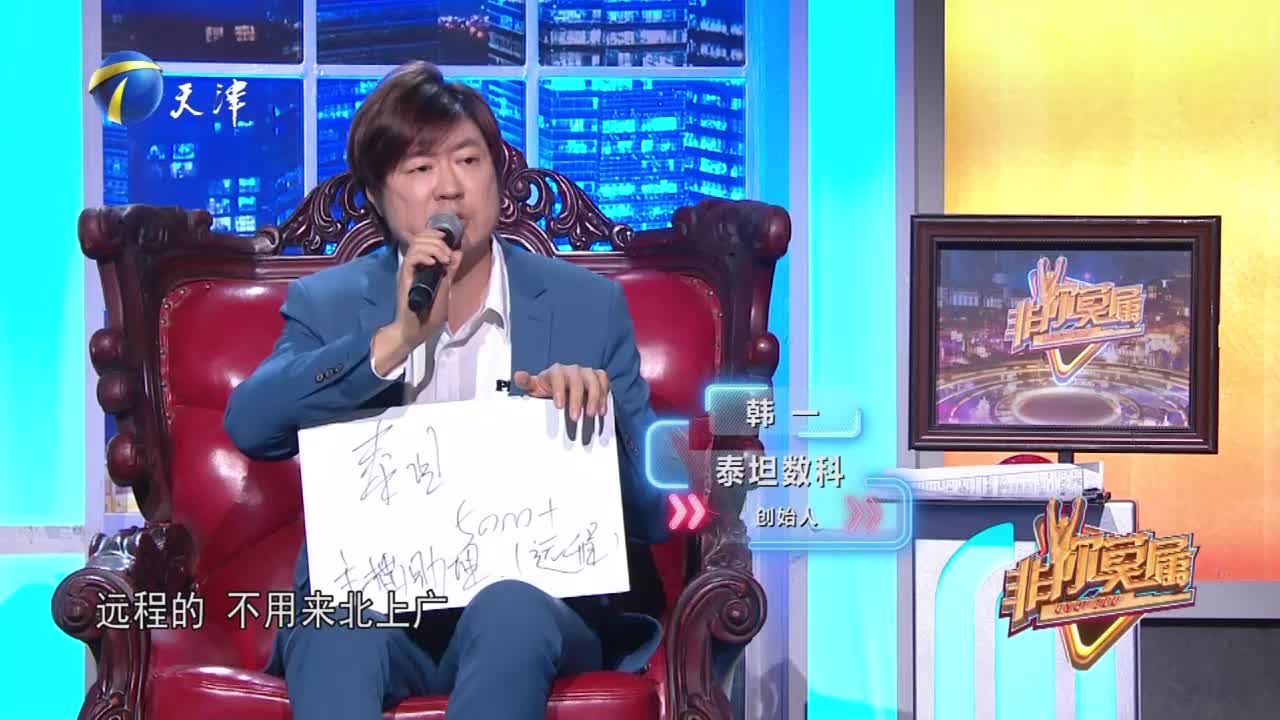 天津
非你莫属
韩一
泰坦数科
创始人
泰坦
5000+
主播助理（远程）
非你莫属
远程的 不用来北上广